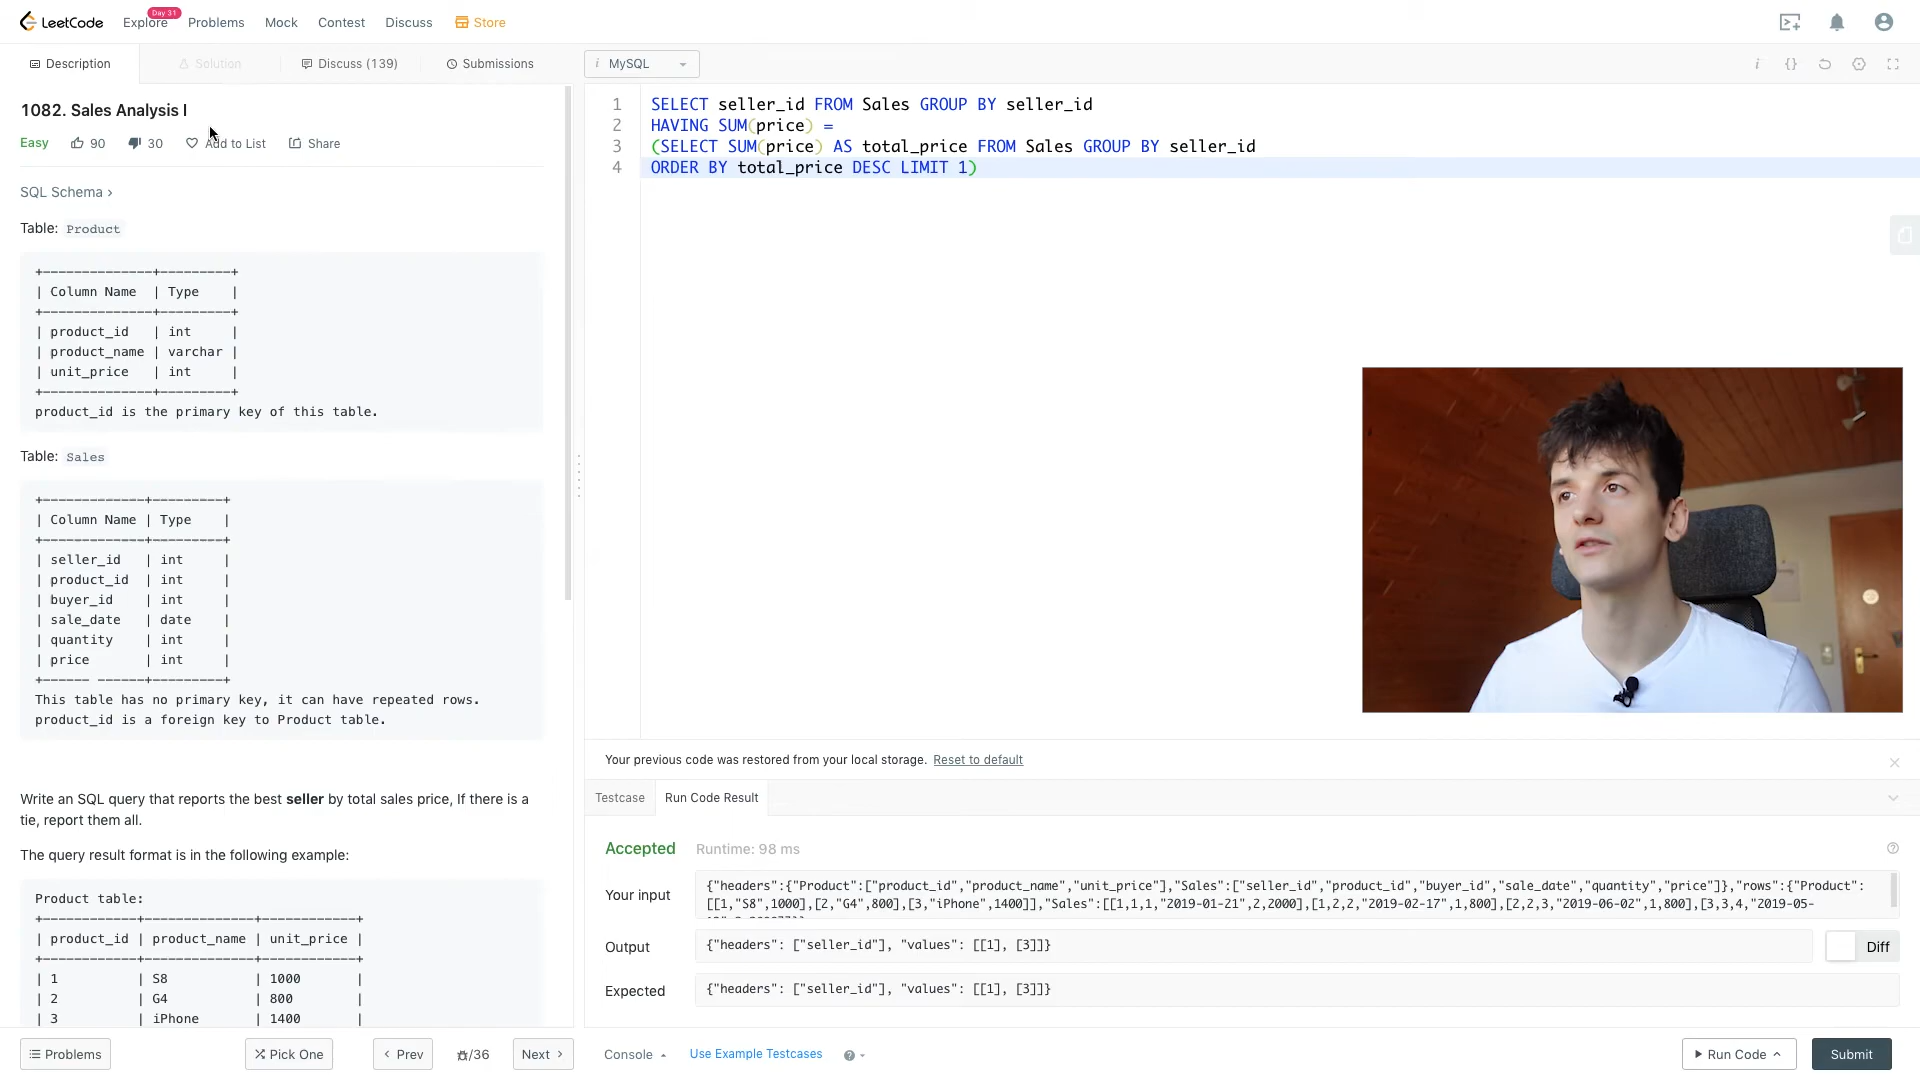 LeetCode
Explore
Day 31
Problems
Mock
Contest
Discuss
Store
Description
Solution
Discuss (139)
Submissions
i MySQL
1082. Sales Analysis I
Easy
90
30
Add to List
Share
SQL Schema ›
Table: Product
+--------------+---------+
| Column Name  | Type    |
+--------------+---------+
| product_id   | int     |
| product_name | varchar |
| unit_price   | int     |
+--------------+---------+
product_id is the primary key of this table.
Table: Sales
+-------------+---------+
| Column Name | Type    |
+-------------+---------+
| seller_id   | int     |
| product_id  | int     |
| buyer_id    | int     |
| sale_date   | date    |
| quantity    | int     |
| price       | int     |
+------ ------+---------+
This table has no primary key, it can have repeated rows.
product_id is a foreign key to Product table.
Write an SQL query that reports the best seller by total sales price, If there is a
tie, report them all.
The query result format is in the following example:
Product table:
+------------+--------------+------------+
| product_id | product_name | unit_price |
+------------+--------------+------------+
| 1          | S8           | 1000       |
| 2          | G4           | 800        |
| 3          | iPhone       | 1400       |
1 SELECT seller_id FROM Sales GROUP BY seller_id
2 HAVING SUM(price) =
3 (SELECT SUM(price) AS total_price FROM Sales GROUP BY seller_id
4 ORDER BY total_price DESC LIMIT 1)
Your previous code was restored from your local storage. Reset to default
Testcase
Run Code Result
Accepted
Runtime: 98 ms
Your input
{"headers":{"Product":["product_id","product_name","unit_price"],"Sales":["seller_id","product_id","buyer_id","sale_date","quantity","price"]},"rows":{"Product":
[[1,"S8",1000],[2,"G4",800],[3,"iPhone",1400]],"Sales":[[1,1,1,"2019-01-21",2,2000],[1,2,2,"2019-02-17",1,800],[2,2,3,"2019-06-02",1,800],[3,3,4,"2019-05-
Output
{"headers": ["seller_id"], "values": [[1], [3]]}
Diff
Expected
{"headers": ["seller_id"], "values": [[1], [3]]}
Problems
Pick One
‹ Prev
/36
Next ›
Console
Use Example Testcases
Run Code
Submit